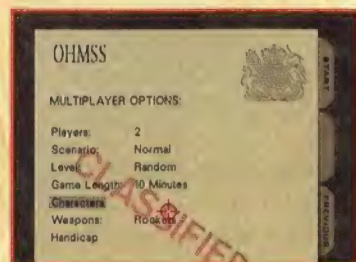 OHMSS
MULTIPLAYER OPTIONS:
Players: 2
Scenario: Normal
Level: Random
Game Length: 10 Minutes
Characters
Weapons: Rockets
Handicap
CLASSIFIED
START
PREVIOUS